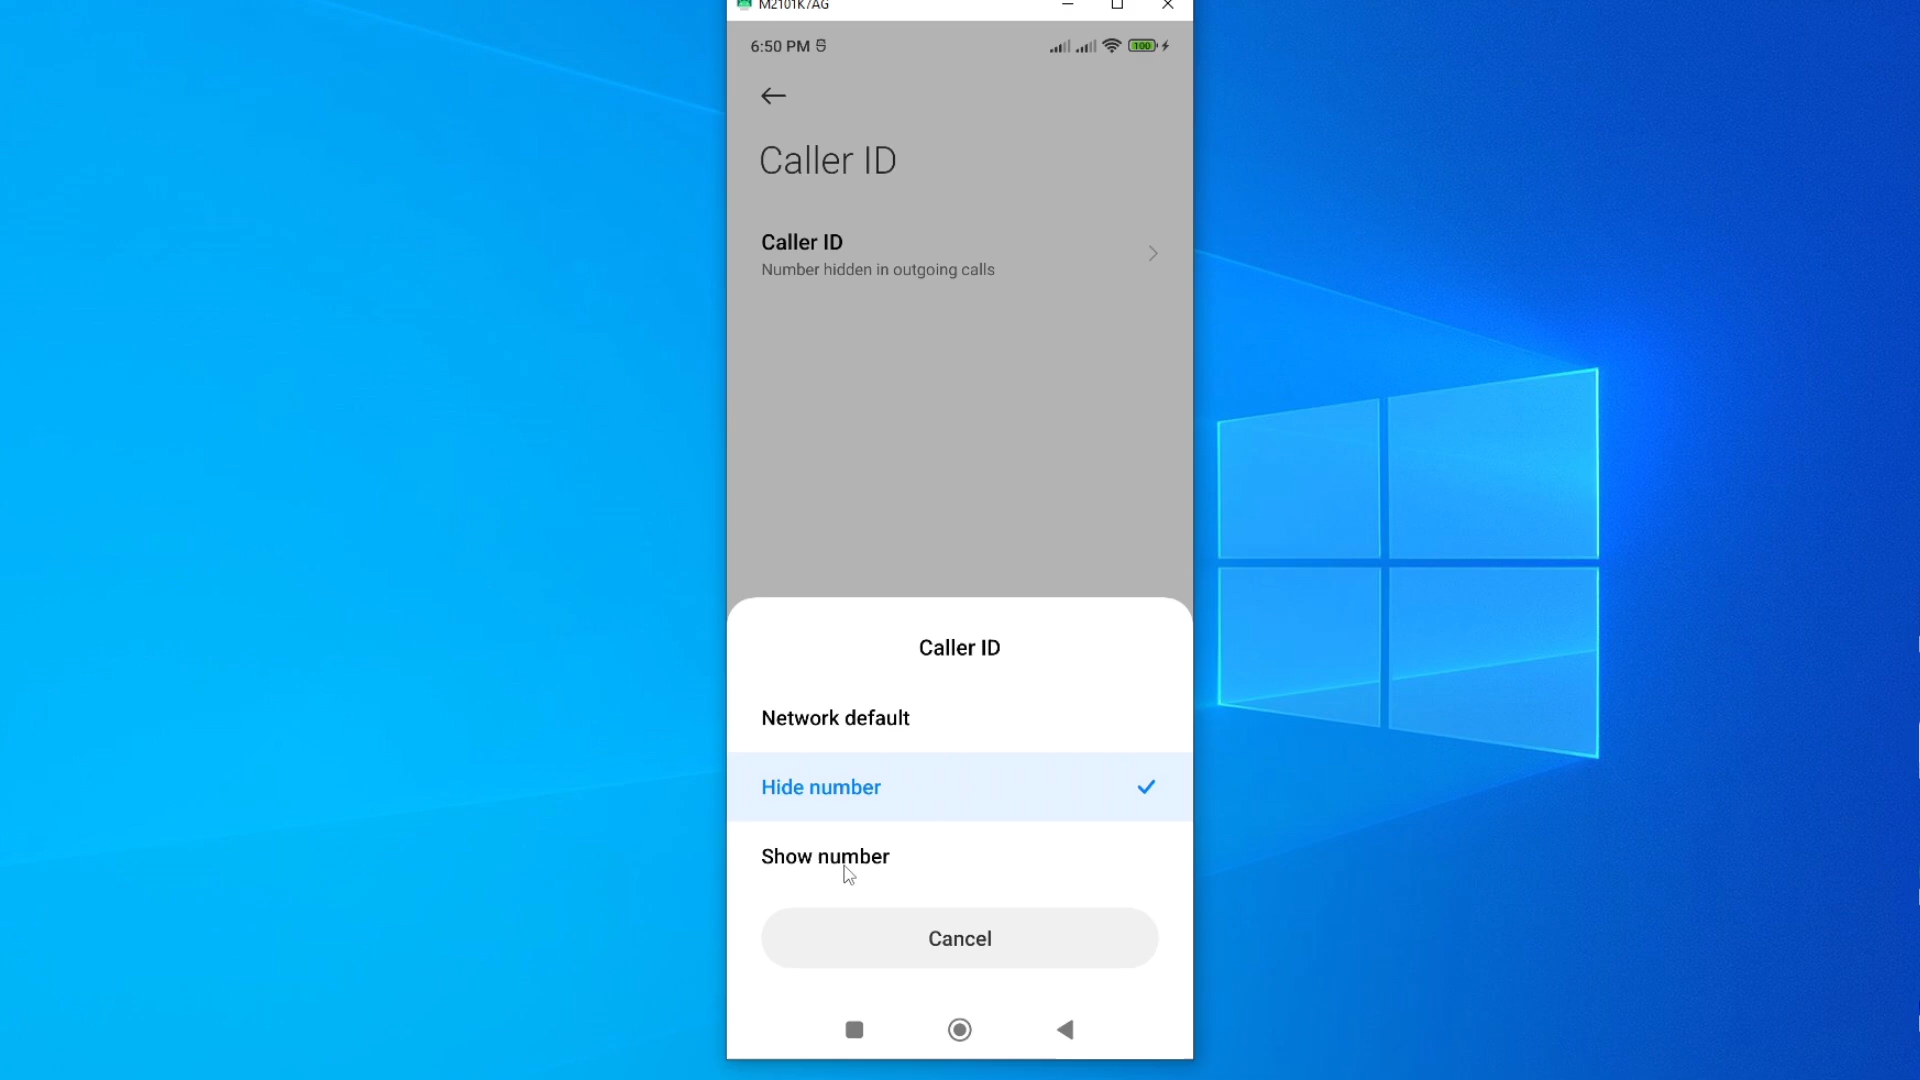 M2101K7AG
6:50 PM
100
Caller ID
Caller ID
Number hidden in outgoing calls
Caller ID
Network default
Hide number
Show number
Cancel